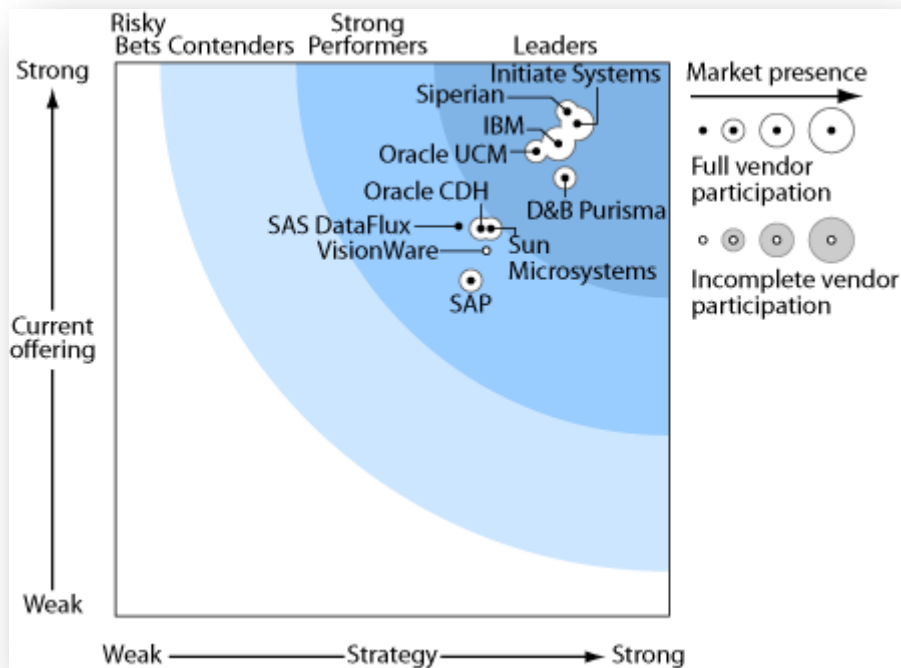 Risky
Bets
Contenders
Strong
Performers
Leaders
Strong
Current
offering
Weak
Initiate Systems
Siperian
IBM
Oracle UCM
Oracle CDH
D&B Purisma
SAS DataFlux
VisionWare
Sun
Microsystems
SAP
Market presence
Full vendor
participation
Incomplete vendor
participation
Weak
Strategy
Strong